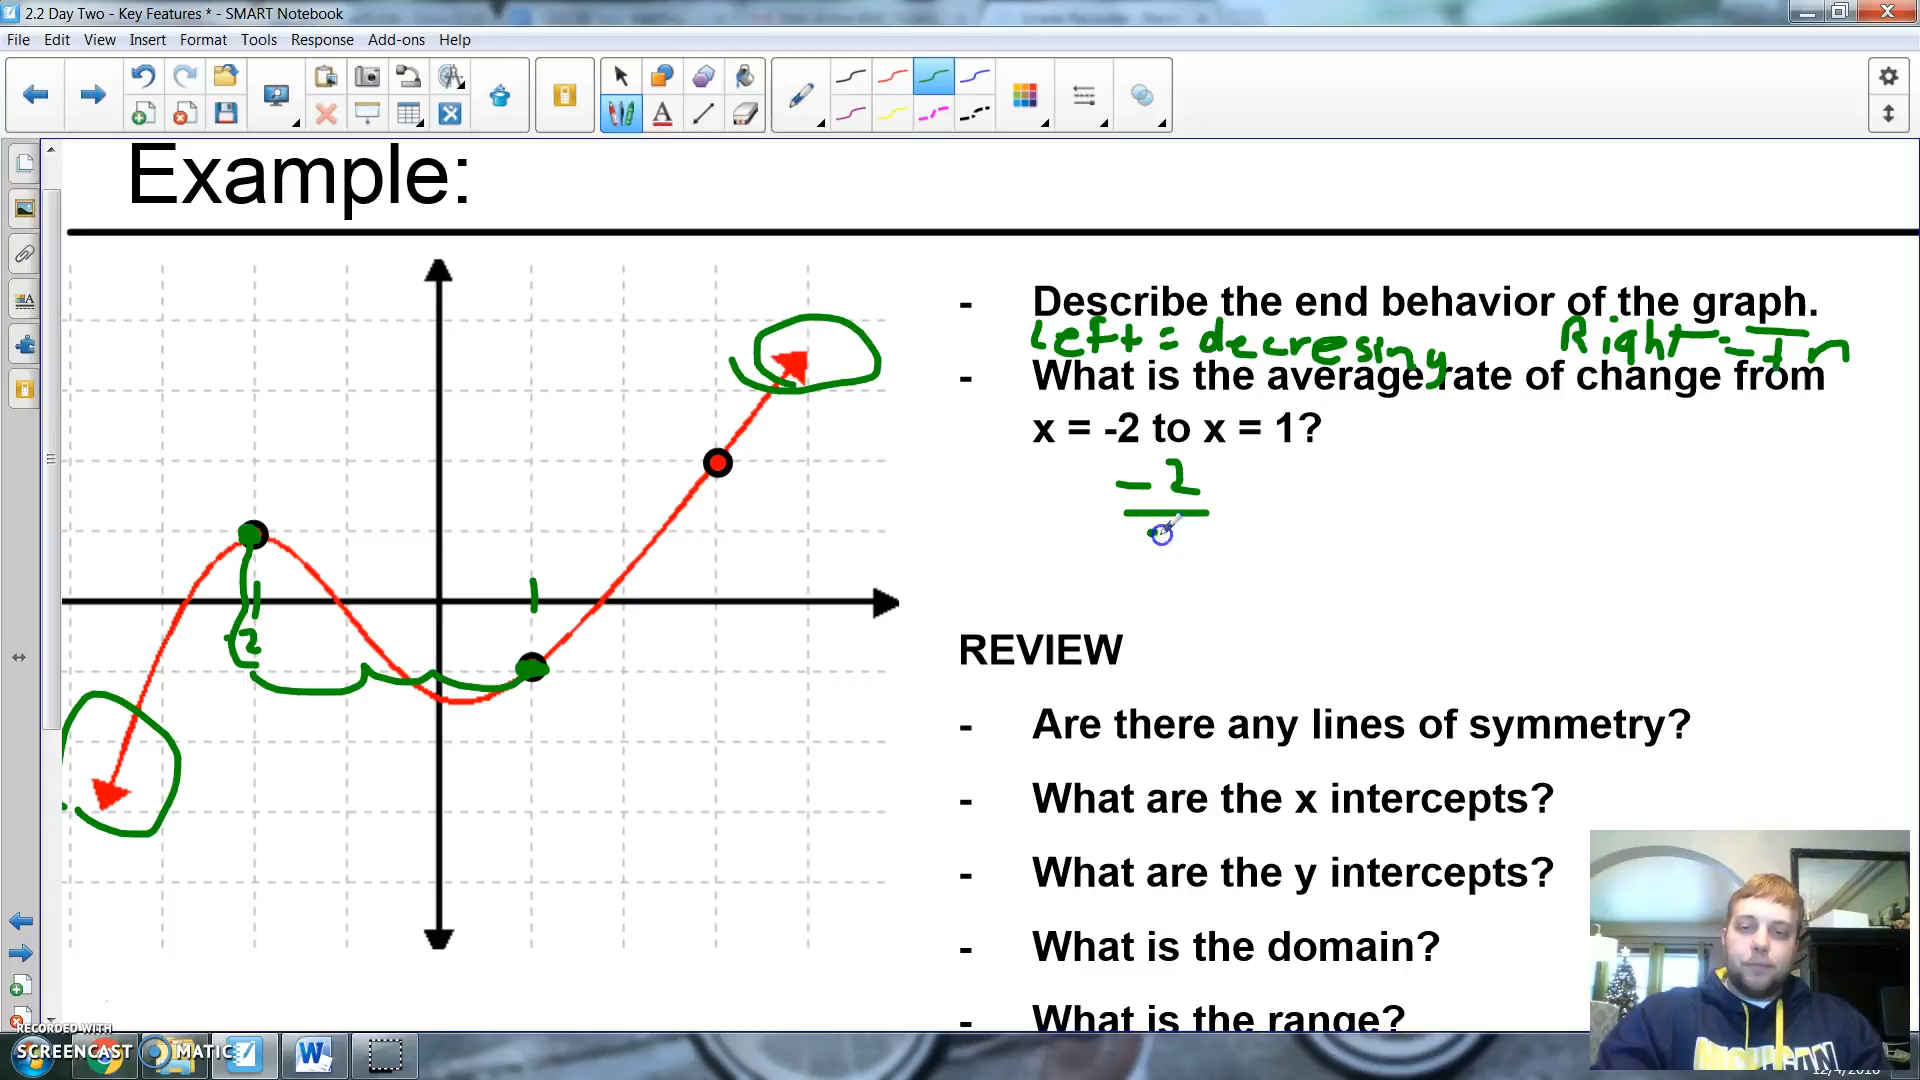 2.2 Day Two - Key Features * - SMART Notebook
File Edit View Insert Format Tools Response Add-ons Help
Example:
- Describe the end behavior of the graph.
Left = decresing Right = In
- What is the average rate of change from
x = -2 to x = 1?
-2
-2
1
REVIEW
- Are there any lines of symmetry?
- What are the x intercepts?
- What are the y intercepts?
- What is the domain?
- What is the range?
RECORDED WITH
SCREENCAST MATIC